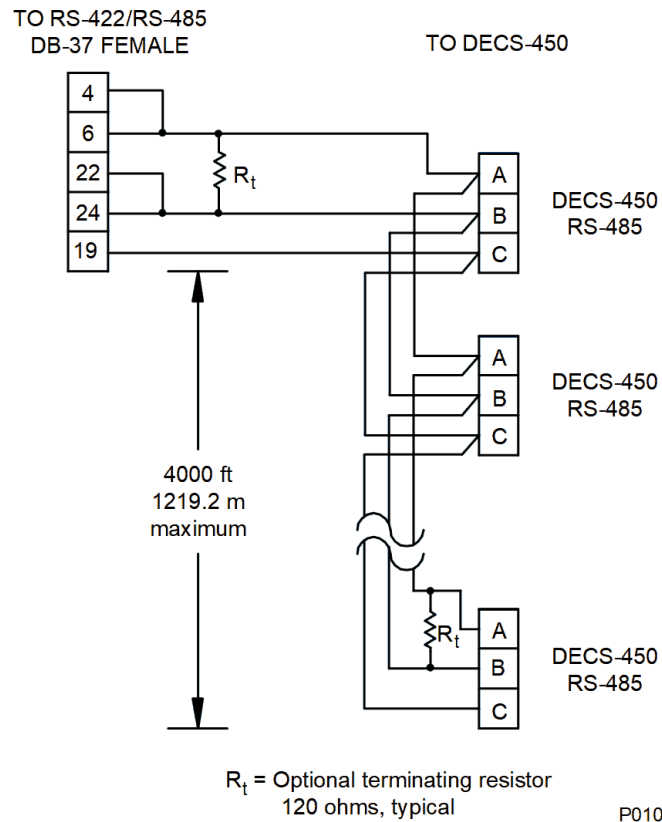 TO RS-422/RS-485
DB-37 FEMALE
TO DECS-450
4
6
22
24
19
Rt
A
B
C
DECS-450
RS-485
A
B
C
DECS-450
RS-485
4000 ft
1219.2 m
maximum
Rt
A
B
C
DECS-450
RS-485
Rt = Optional terminating resistor
120 ohms, typical
P010